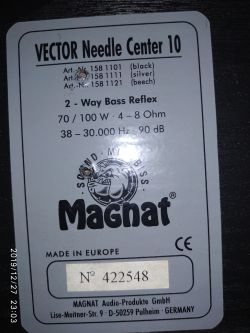 VECTOR Needle Center 10
Art.-Nr. 158 1101 (black)
Art.-Nr. 158 1111 (silver)
Art.-Nr. 158 1121 (beech)
2 - Way Bass Reflex
70 / 100 W · 4 – 8 Ohm
38 – 30.000 Hz · 90 dB
SOUND · MY · BOSS
Magnat®
MADE IN EUROPE
CE
N° 422548
MAGNAT Audio-Produkte GmbH
Lise-Meitner-Str. 9 · D-50259 Pulheim · GERMANY
2019/12/27 23:03